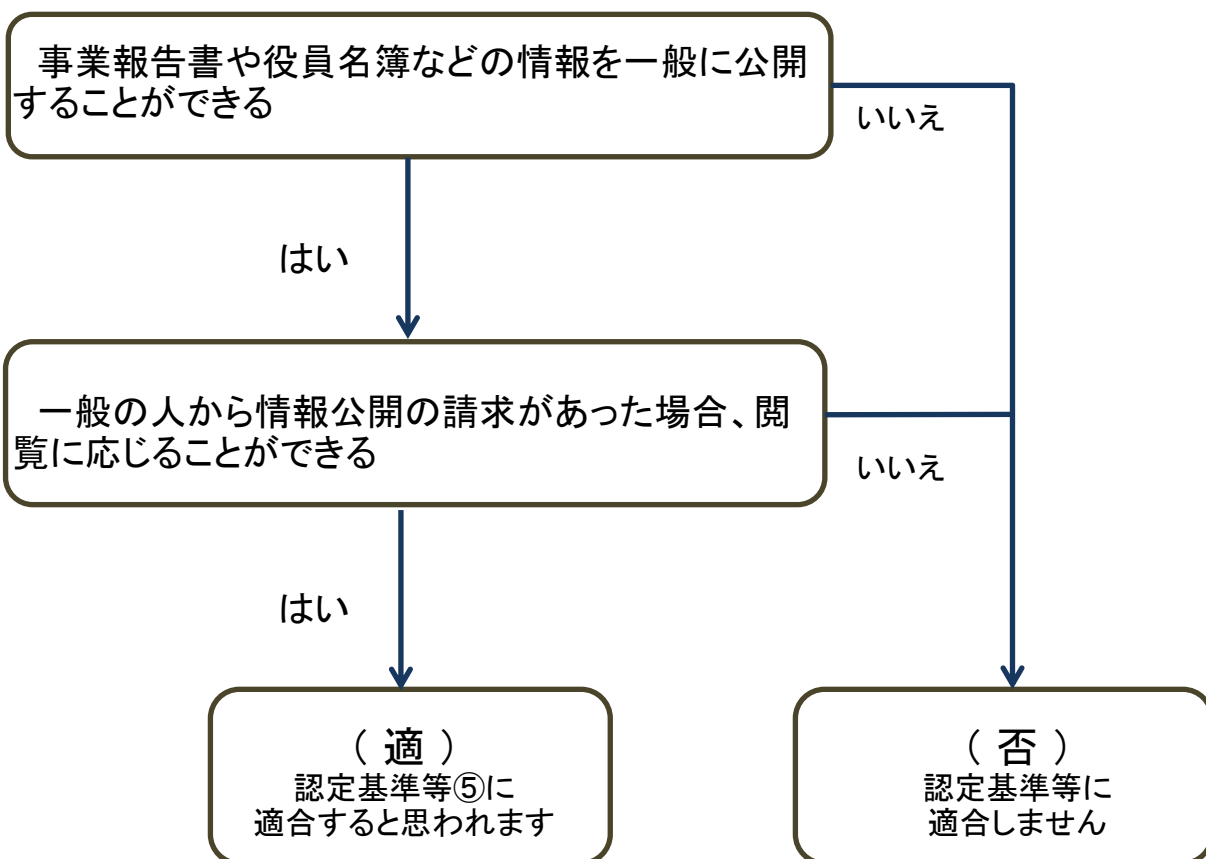 事業報告書や役員名簿などの情報を一般に公開
することができる
いいえ
はい
一般の人から情報公開の請求があった場合、閲
覧に応じることができる
いいえ
はい
（ 適 ）
認定基準等⑤に
適合すると思われます
（ 否 ）
認定基準等に
適合しません